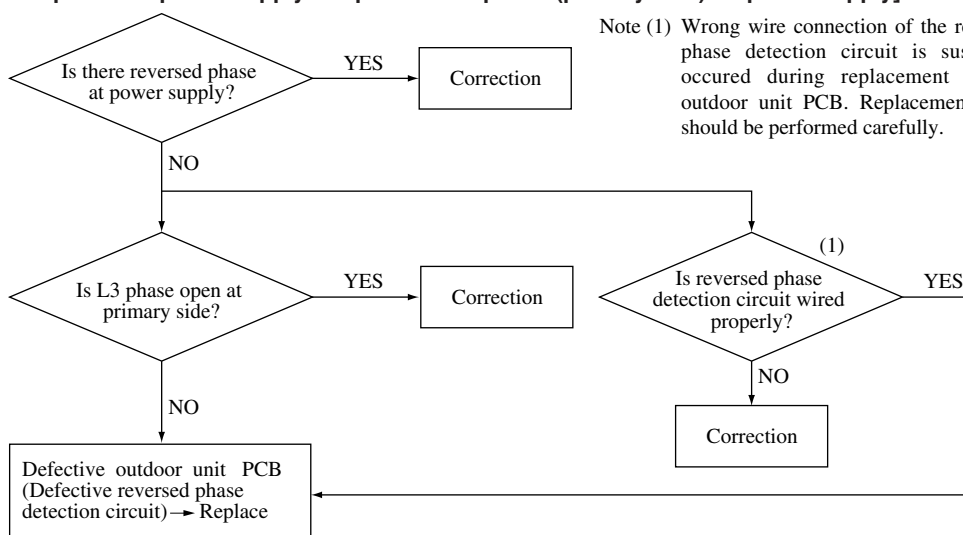 Note (1) Wrong wire connection of the re
phase detection circuit is sus
occured during replacement
outdoor unit PCB. Replacemen
should be performed carefully.
Is there reversed phase
at power supply?
YES
Correction
NO
Is L3 phase open at
primary side?
YES
Correction
(1)
Is reversed phase
detection circuit wired
properly?
YES
NO
NO
Correction
Defective outdoor unit PCB
(Defective reversed phase
detection circuit) → Replace